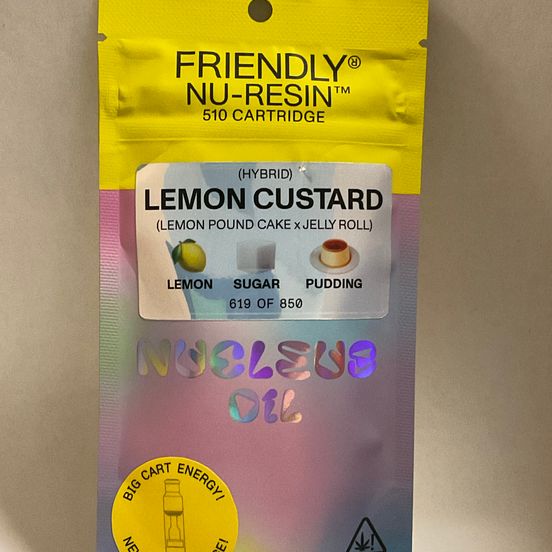 FRIENDLY®
NU-RESIN™
510 CARTRIDGE
(HYBRID)
LEMON CUSTARD
(LEMON POUND CAKE x JELLY ROLL)
LEMON SUGAR PUDDING
619 OF 850
NUCLEUS
OIL
BIG CART ENERGY!